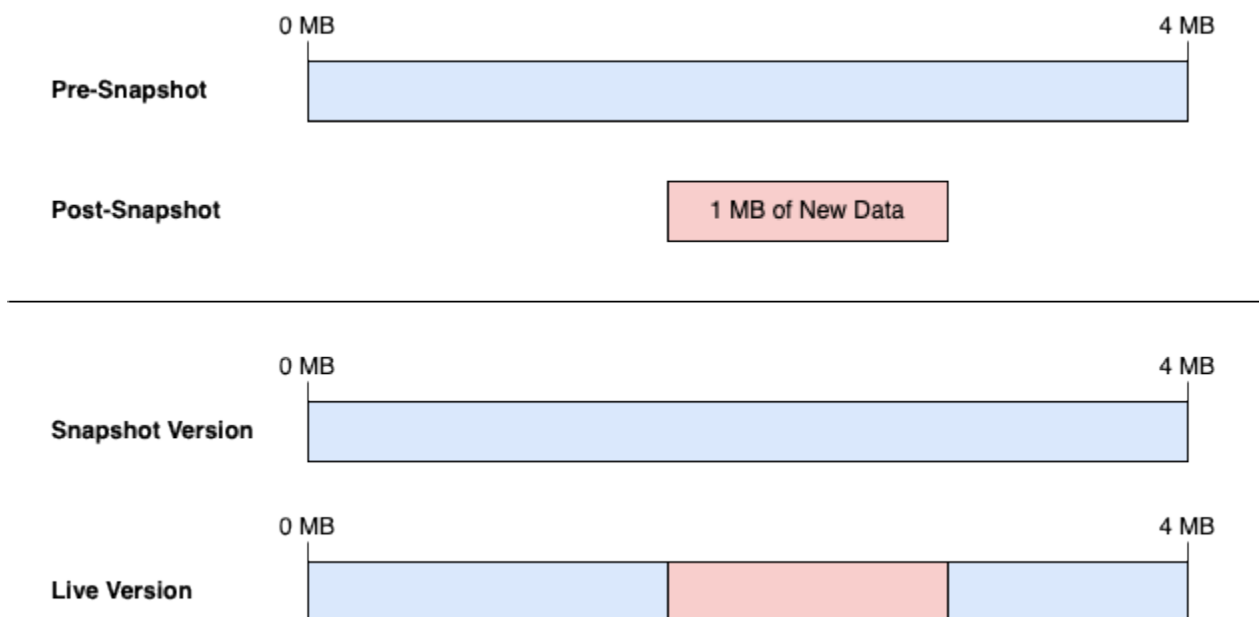 0 MB 4 MB
Pre-Snapshot
Post-Snapshot 1 MB of New Data
0 MB 4 MB
Snapshot Version
0 MB 4 MB
Live Version